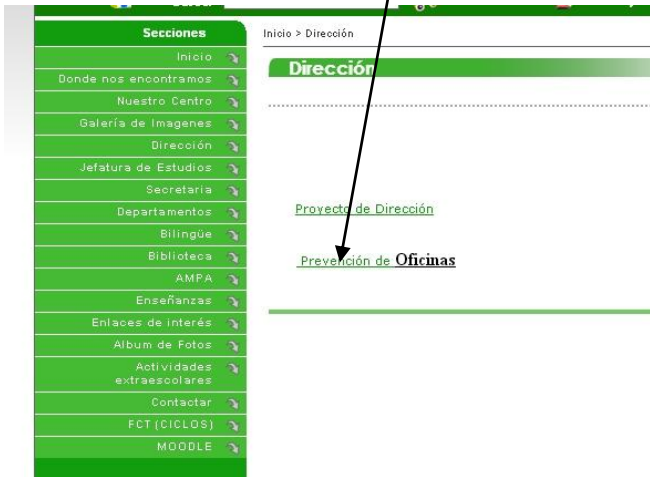 Secciones
Inicio
Donde nos encontramos
Nuestro Centro
Galería de Imagenes
Dirección
Jefatura de Estudios
Secretaria
Departamentos
Bilingüe
Biblioteca
AMPA
Enseñanzas
Enlaces de interés
Album de Fotos
Actividades
extraescolares
Contactar
FCT (CICLOS)
MOODLE
Inicio > Dirección
Dirección
Proyecto de Dirección
Prevención de Oficinas